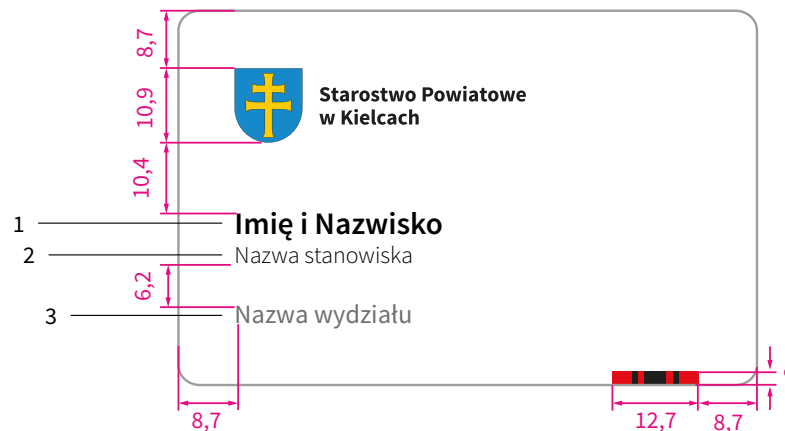 8,7
10,9
Starostwo Powiatowe
w Kielcach
10,4
1
Imię i Nazwisko
2
Nazwa stanowiska
6,2
3
Nazwa wydziału
8,7
12,7
8,7